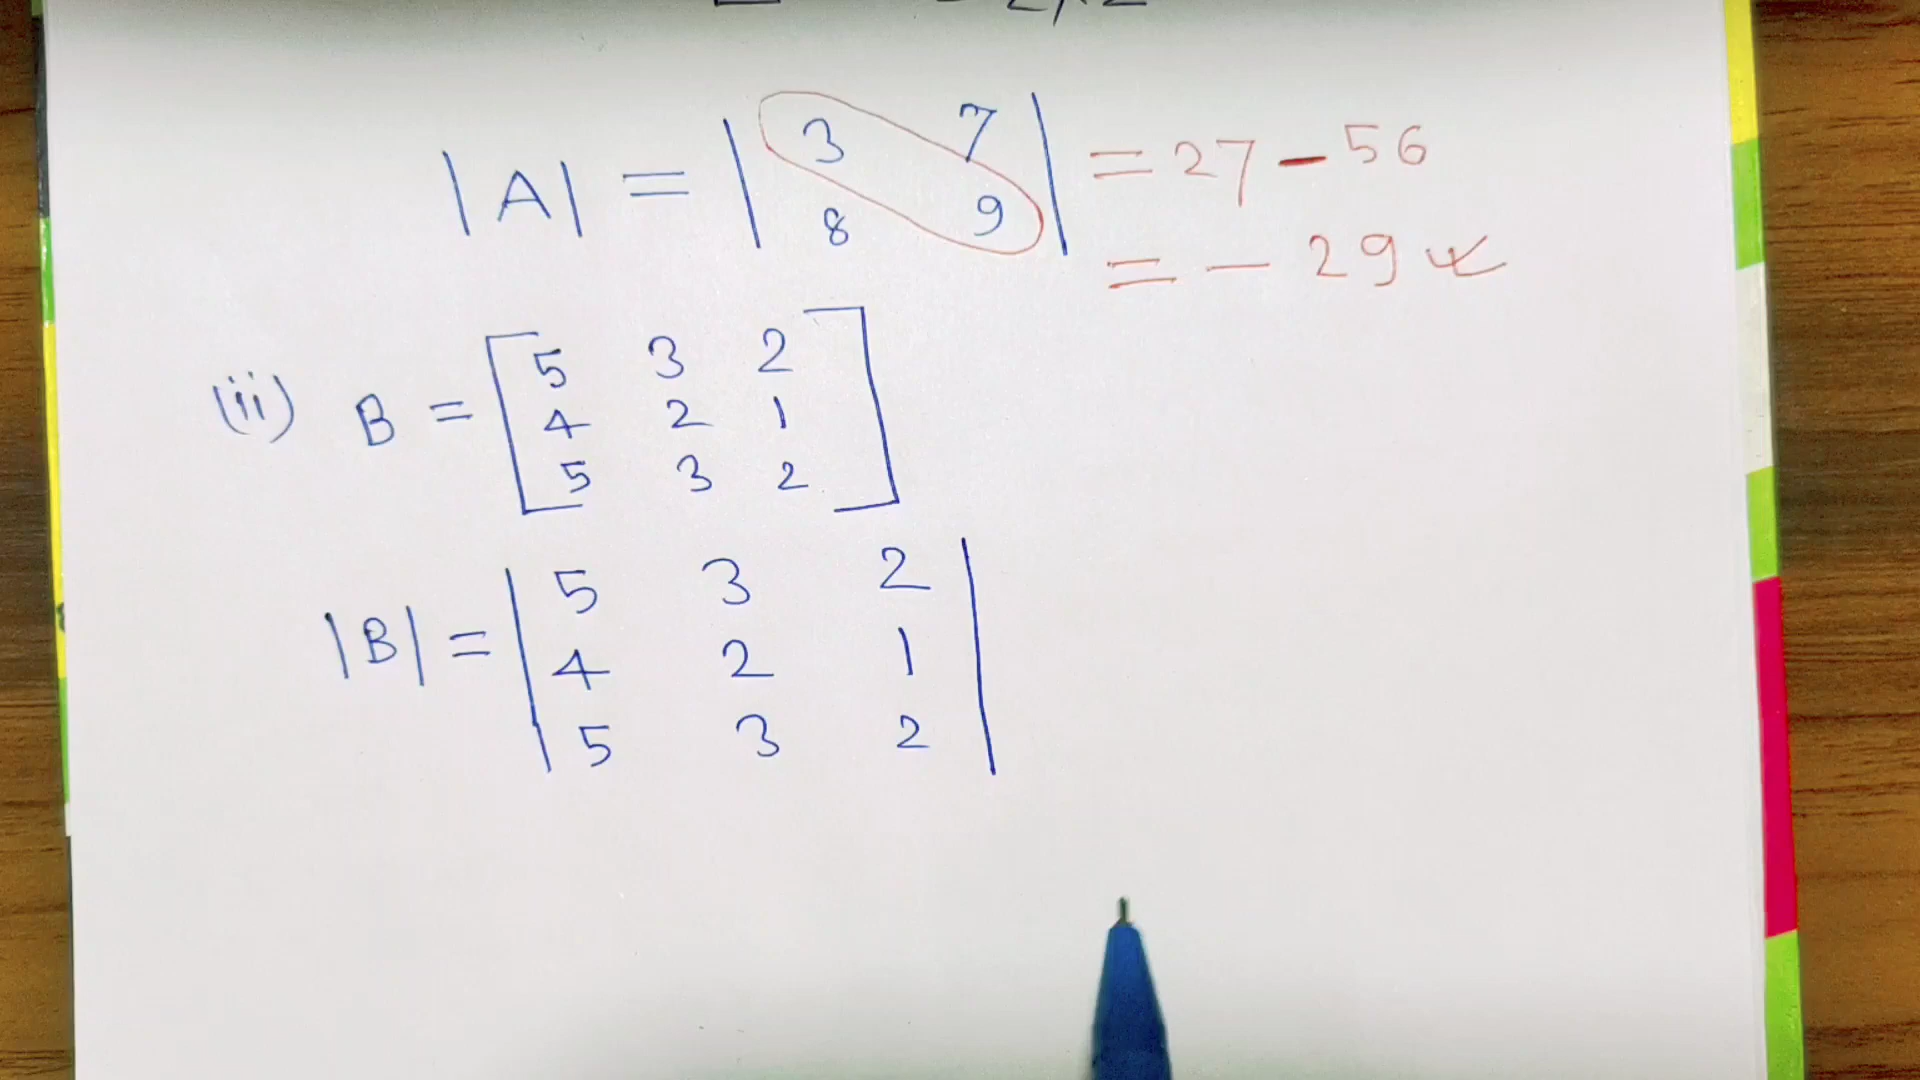 |A| = | 3 7 | = 27 - 56
| 8 9 | = - 29
(ii) B = [ 5 3 2 ]
[ 4 2 1 ]
[ 5 3 2 ]
|B| = | 5 3 2 |
| 4 2 1 |
| 5 3 2 |